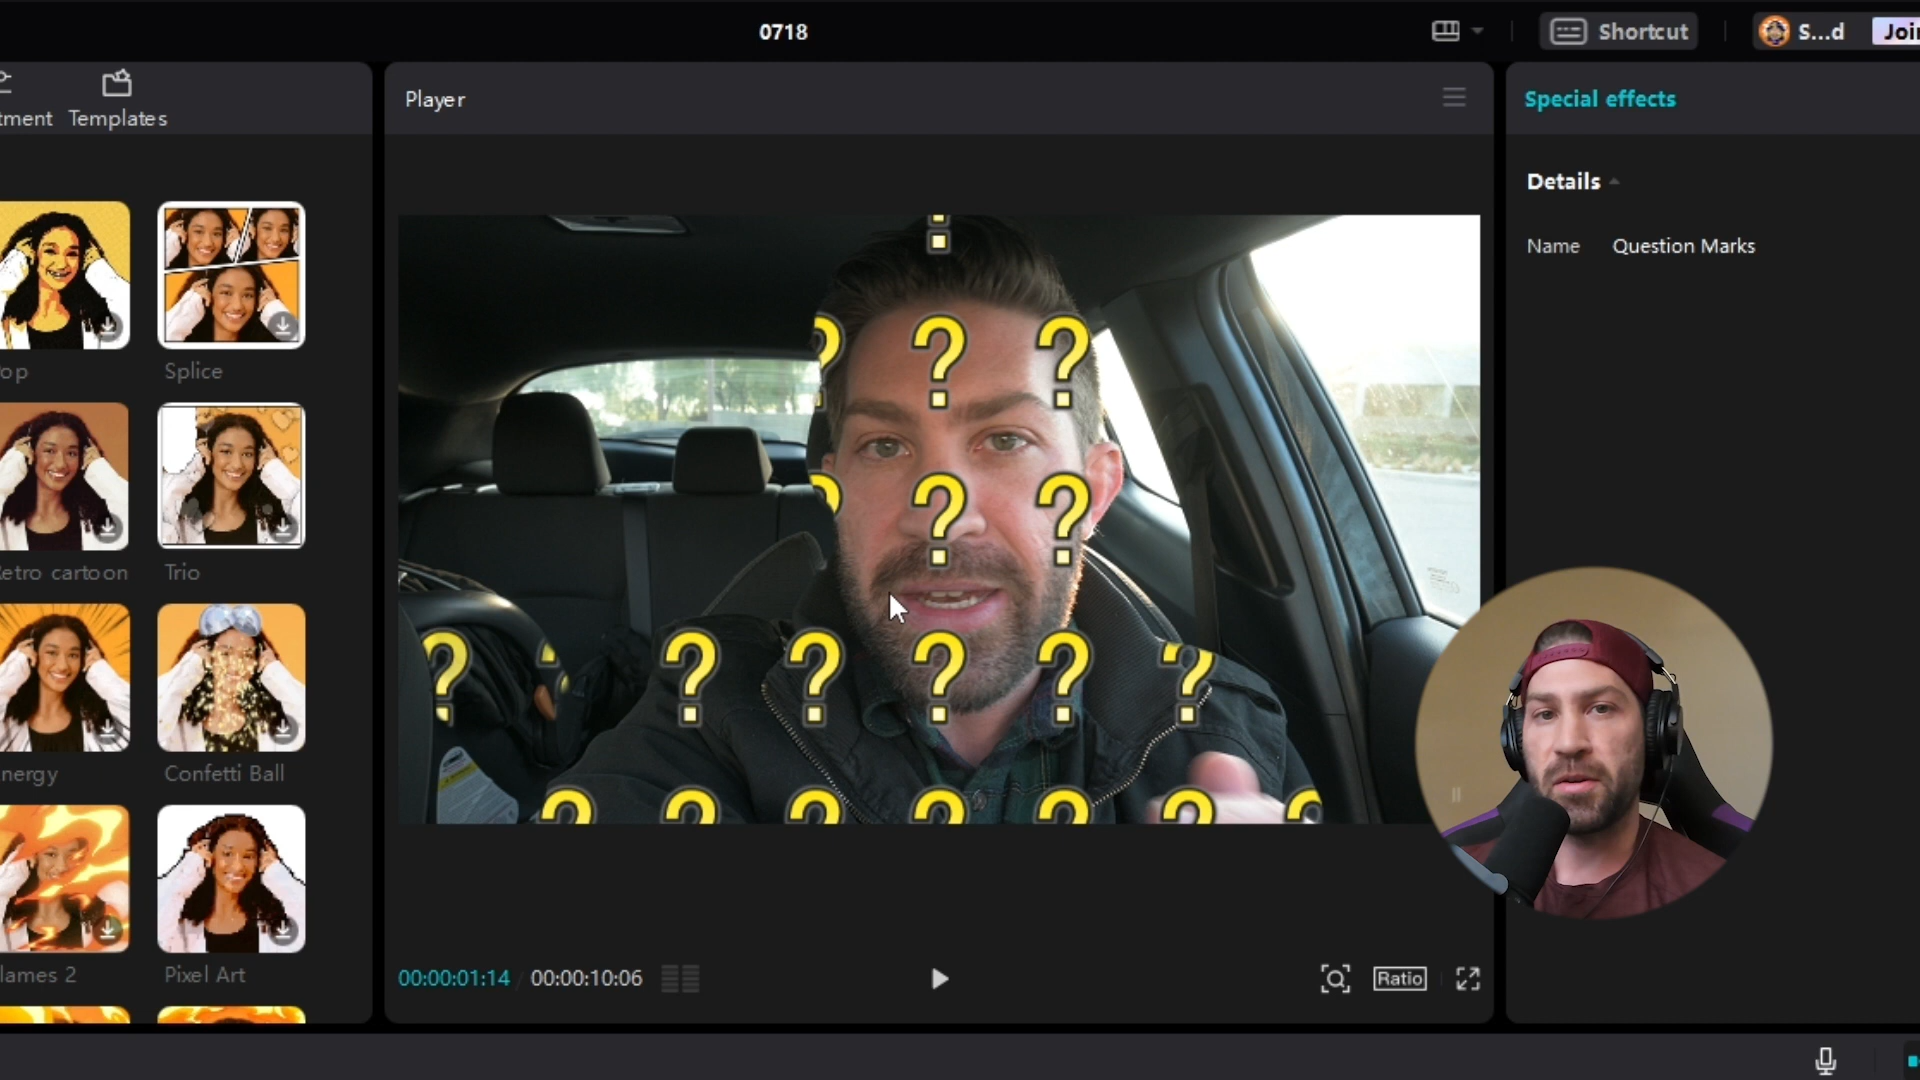 0718
Shortcut
S...d
Join
tment
Templates
Player
Special effects
Details
Name
Question Marks
op
Splice
etro cartoon
Trio
nergy
Confetti Ball
lames 2
Pixel Art
? ? ?
? ? ?
? ? ? ? ? ? ?
? ? ? ? ? ? ?
00:00:01:14 / 00:00:10:06
Ratio